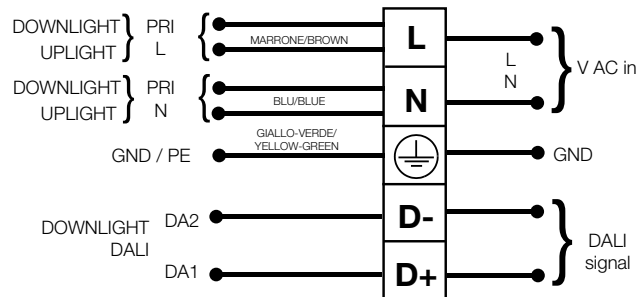 DOWNLIGHT PRI
UPLIGHT L
MARRONE/BROWN
L
L
N
V AC in
DOWNLIGHT PRI
UPLIGHT N
BLU/BLUE
N
GND / PE
GIALLO-VERDE/
YELLOW-GREEN
GND
DOWNLIGHT
DALI
DA2
DA1
D-
D+
DALI
signal